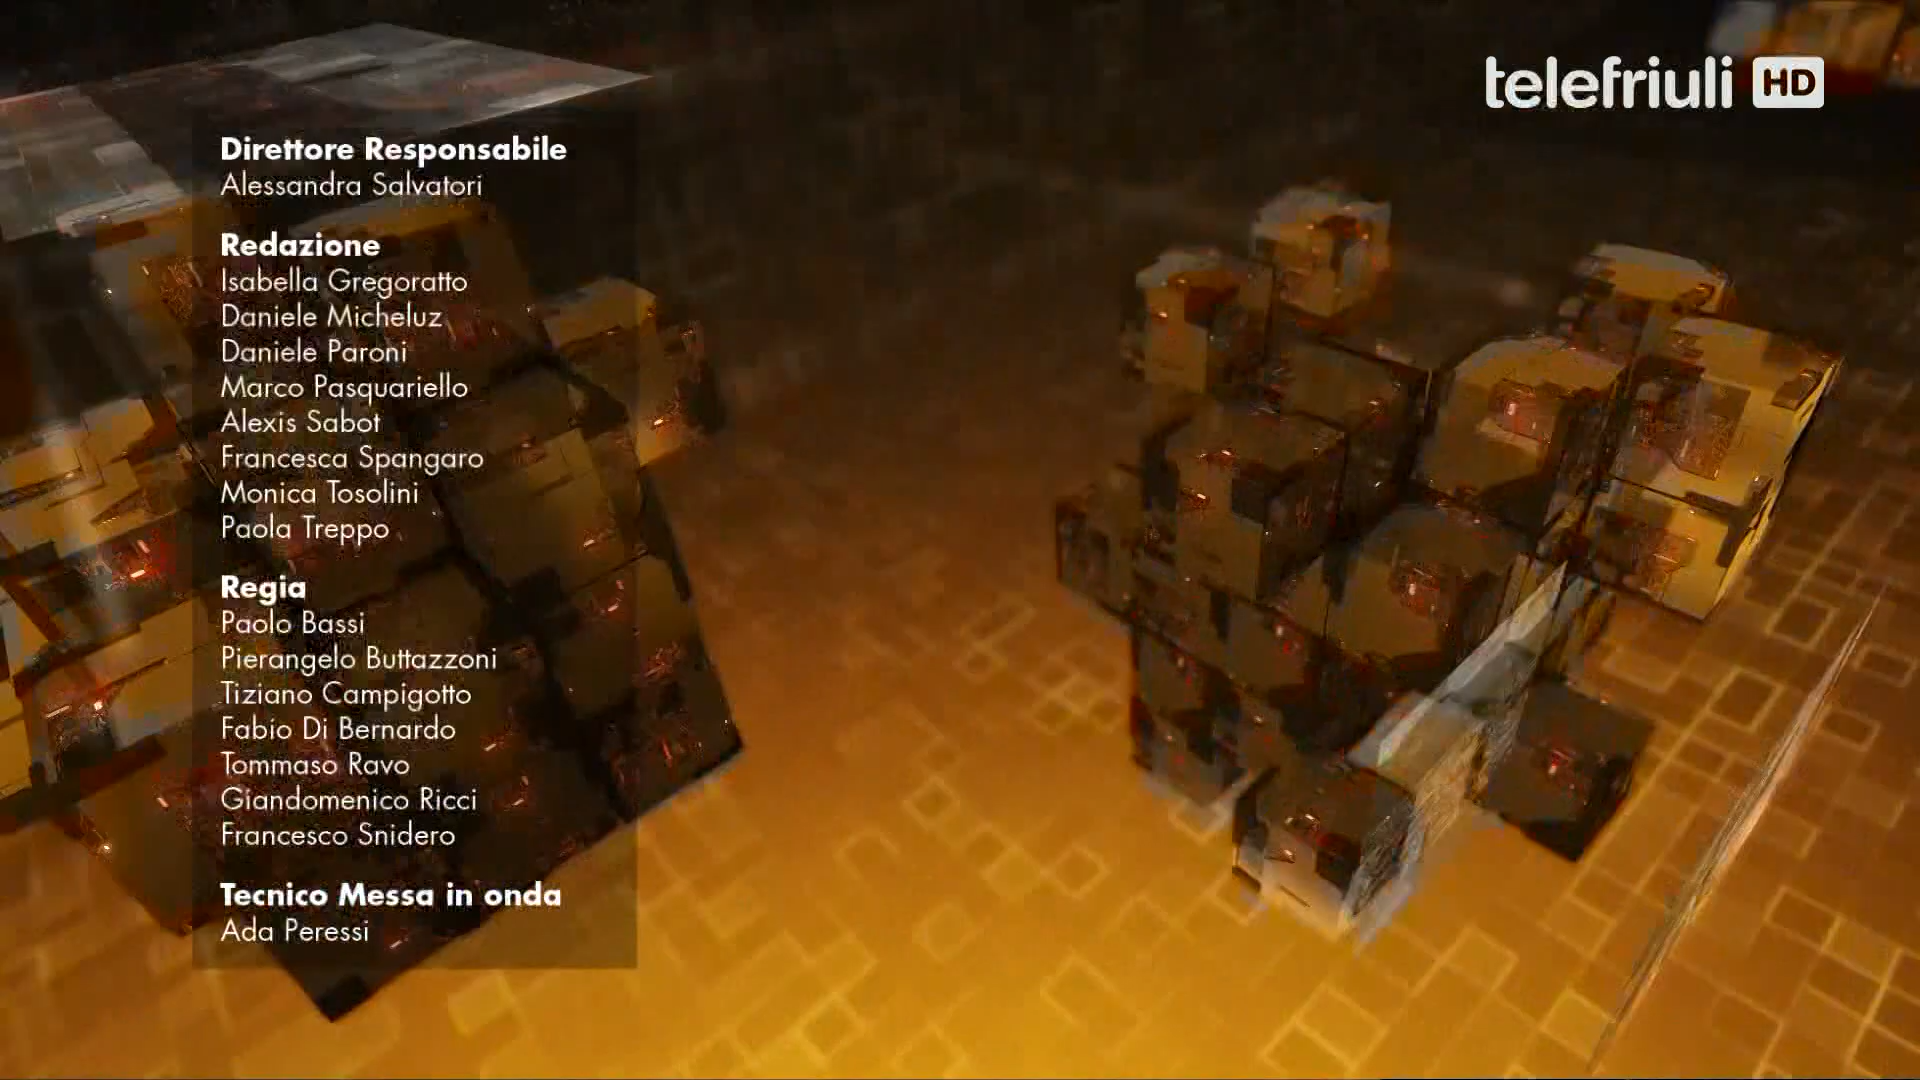 telefriuli HD
Direttore Responsabile
Alessandra Salvatori
Redazione
Isabella Gregoratto
Daniele Micheluz
Daniele Paroni
Marco Pasquariello
Alexis Sabot
Francesca Spangaro
Monica Tosolini
Paola Treppo
Regia
Paolo Bassi
Pierangelo Buttazzoni
Tiziano Campigotto
Fabio Di Bernardo
Tommaso Ravo
Giandomenico Ricci
Francesco Snidero
Tecnico Messa in onda
Ada Peressi